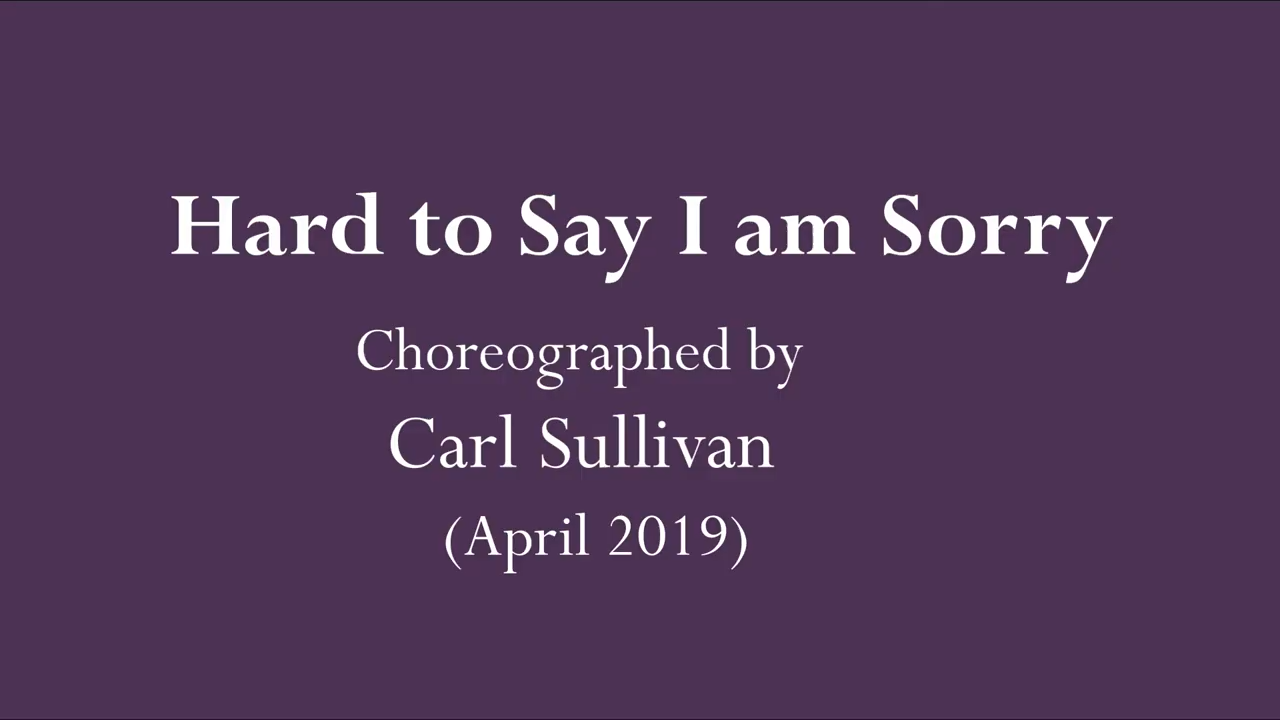 Hard to Say I am Sorry
Choreographed by
Carl Sullivan
(April 2019)